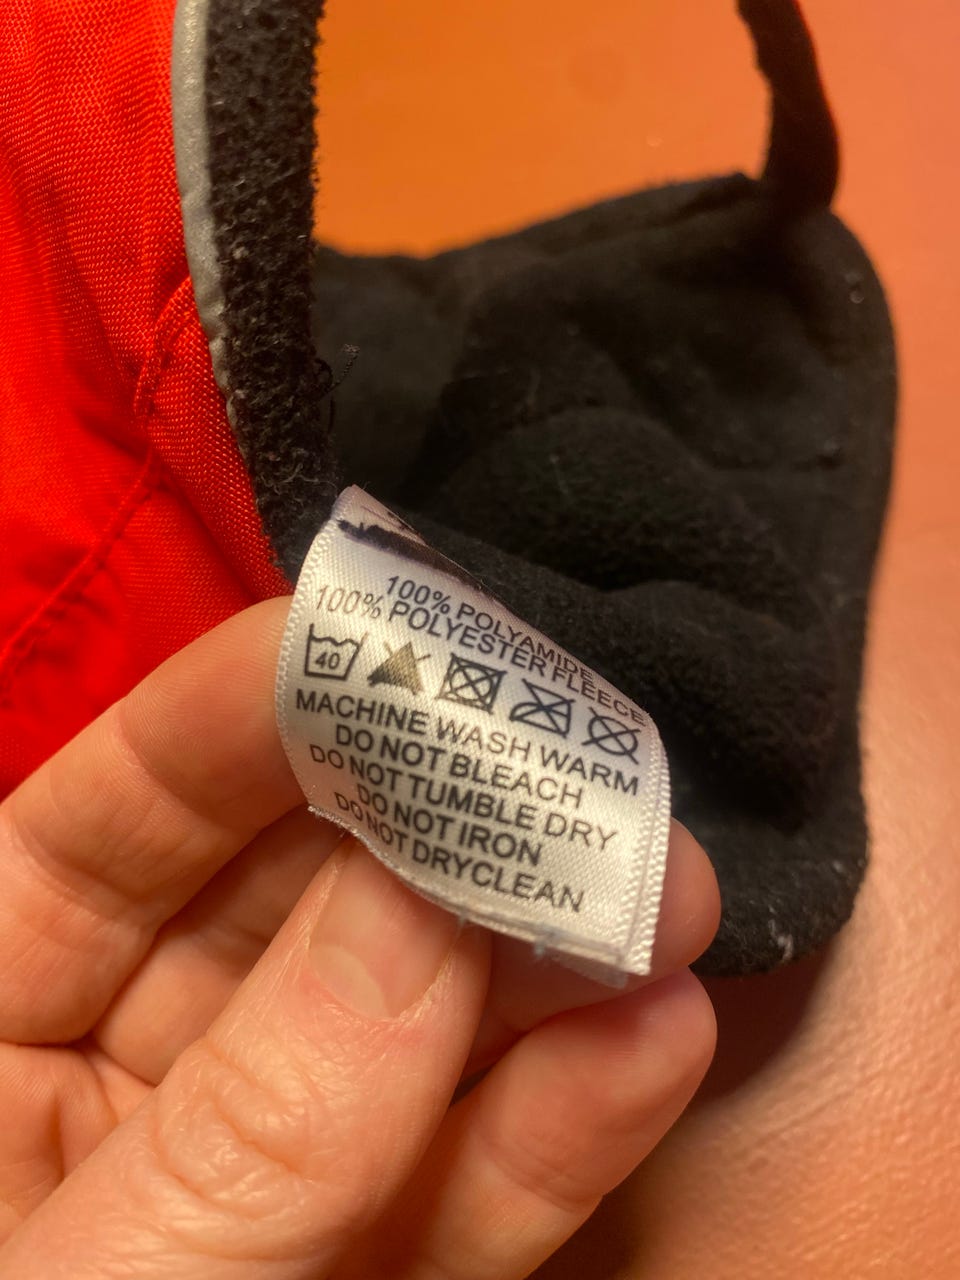 100% POLYAMIDE
100% POLYESTER FLEECE
40
MACHINE WASH WARM
DO NOT BLEACH
DO NOT TUMBLE DRY
DO NOT IRON
DO NOT DRYCLEAN